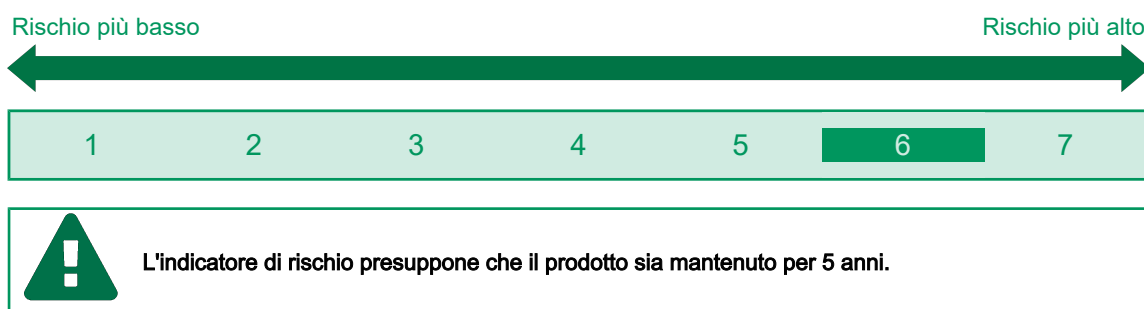 Rischio più basso Rischio più alto
1 2 3 4 5 6 7
L'indicatore di rischio presuppone che il prodotto sia mantenuto per 5 anni.